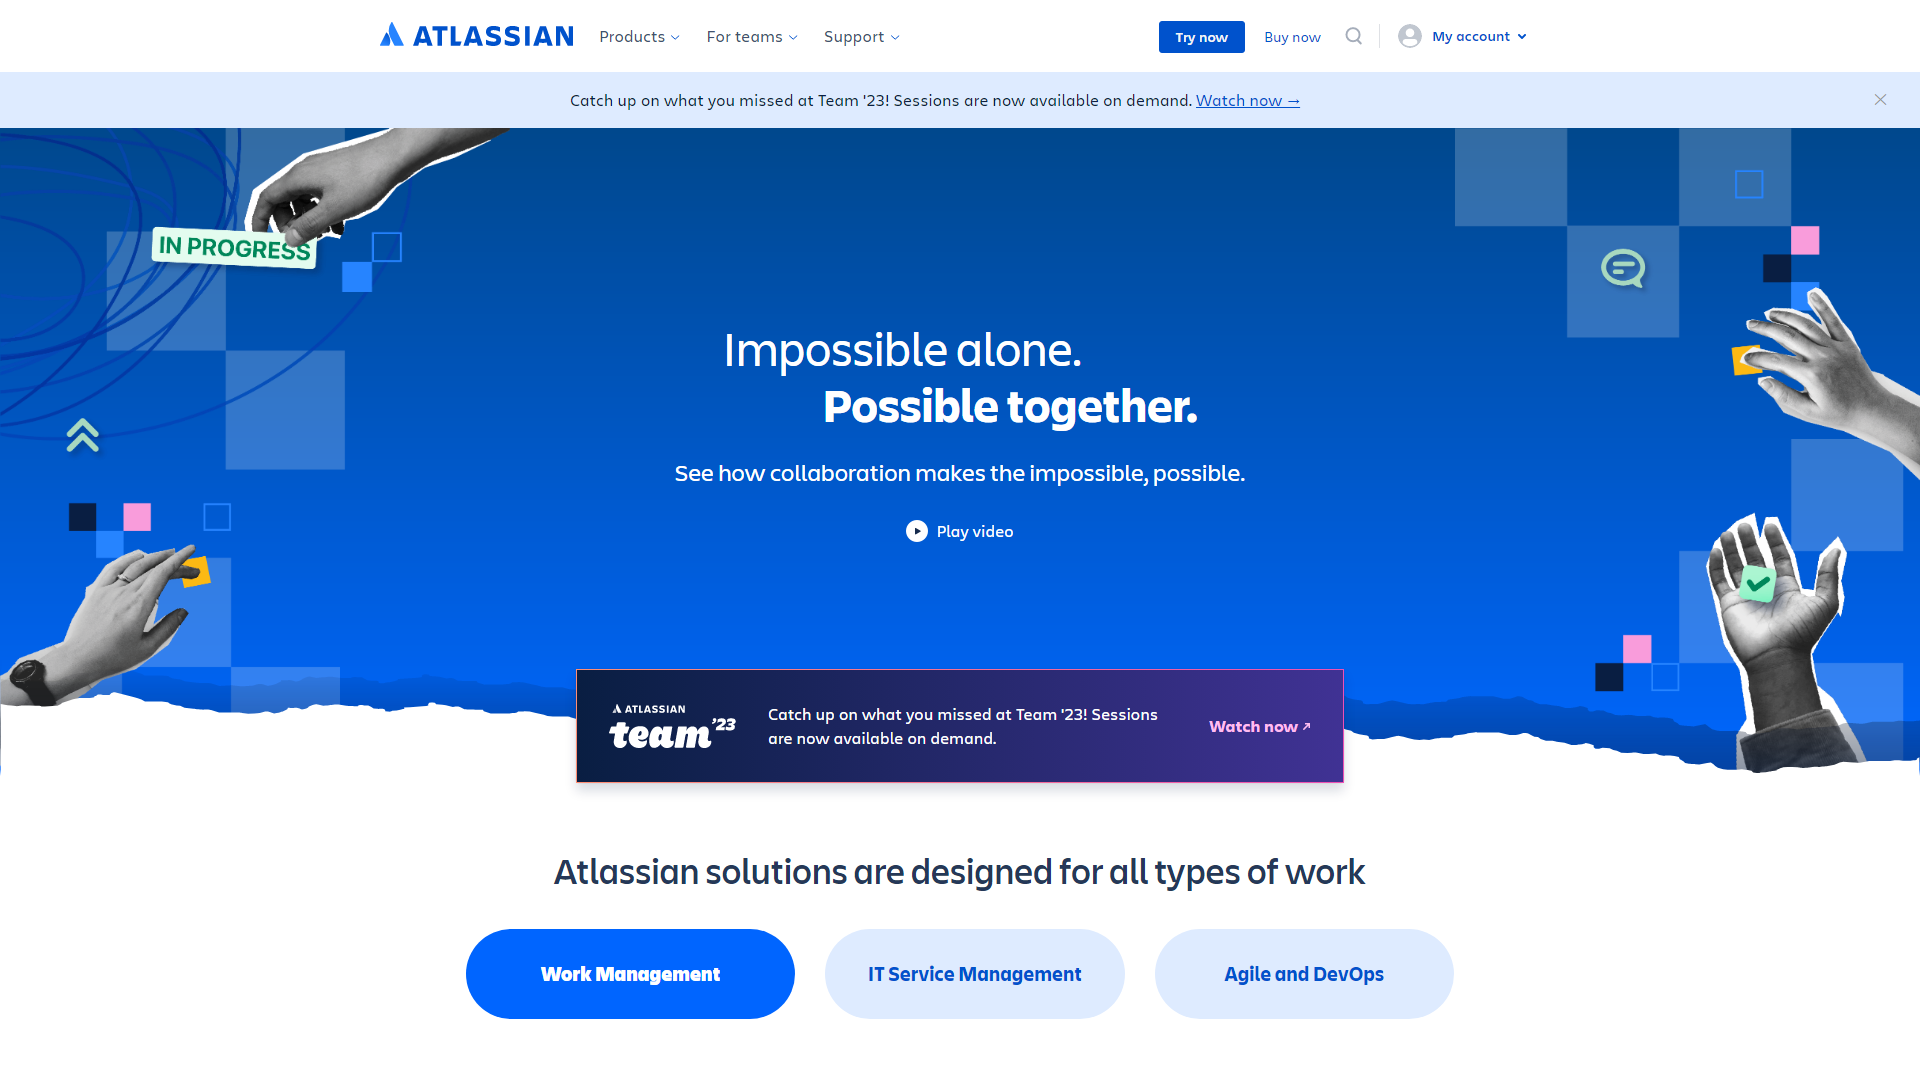 ATLASSIAN
Products
For teams
Support
Try now
Buy now
My account
Catch up on what you missed at Team '23! Sessions are now available on demand. Watch now →
IN PROGRESS
Impossible alone.
Possible together.
See how collaboration makes the impossible, possible.
Play video
ATLASSIAN
team '23
Catch up on what you missed at Team '23! Sessions
are now available on demand.
Watch now ↗
Atlassian solutions are designed for all types of work
Work Management
IT Service Management
Agile and DevOps